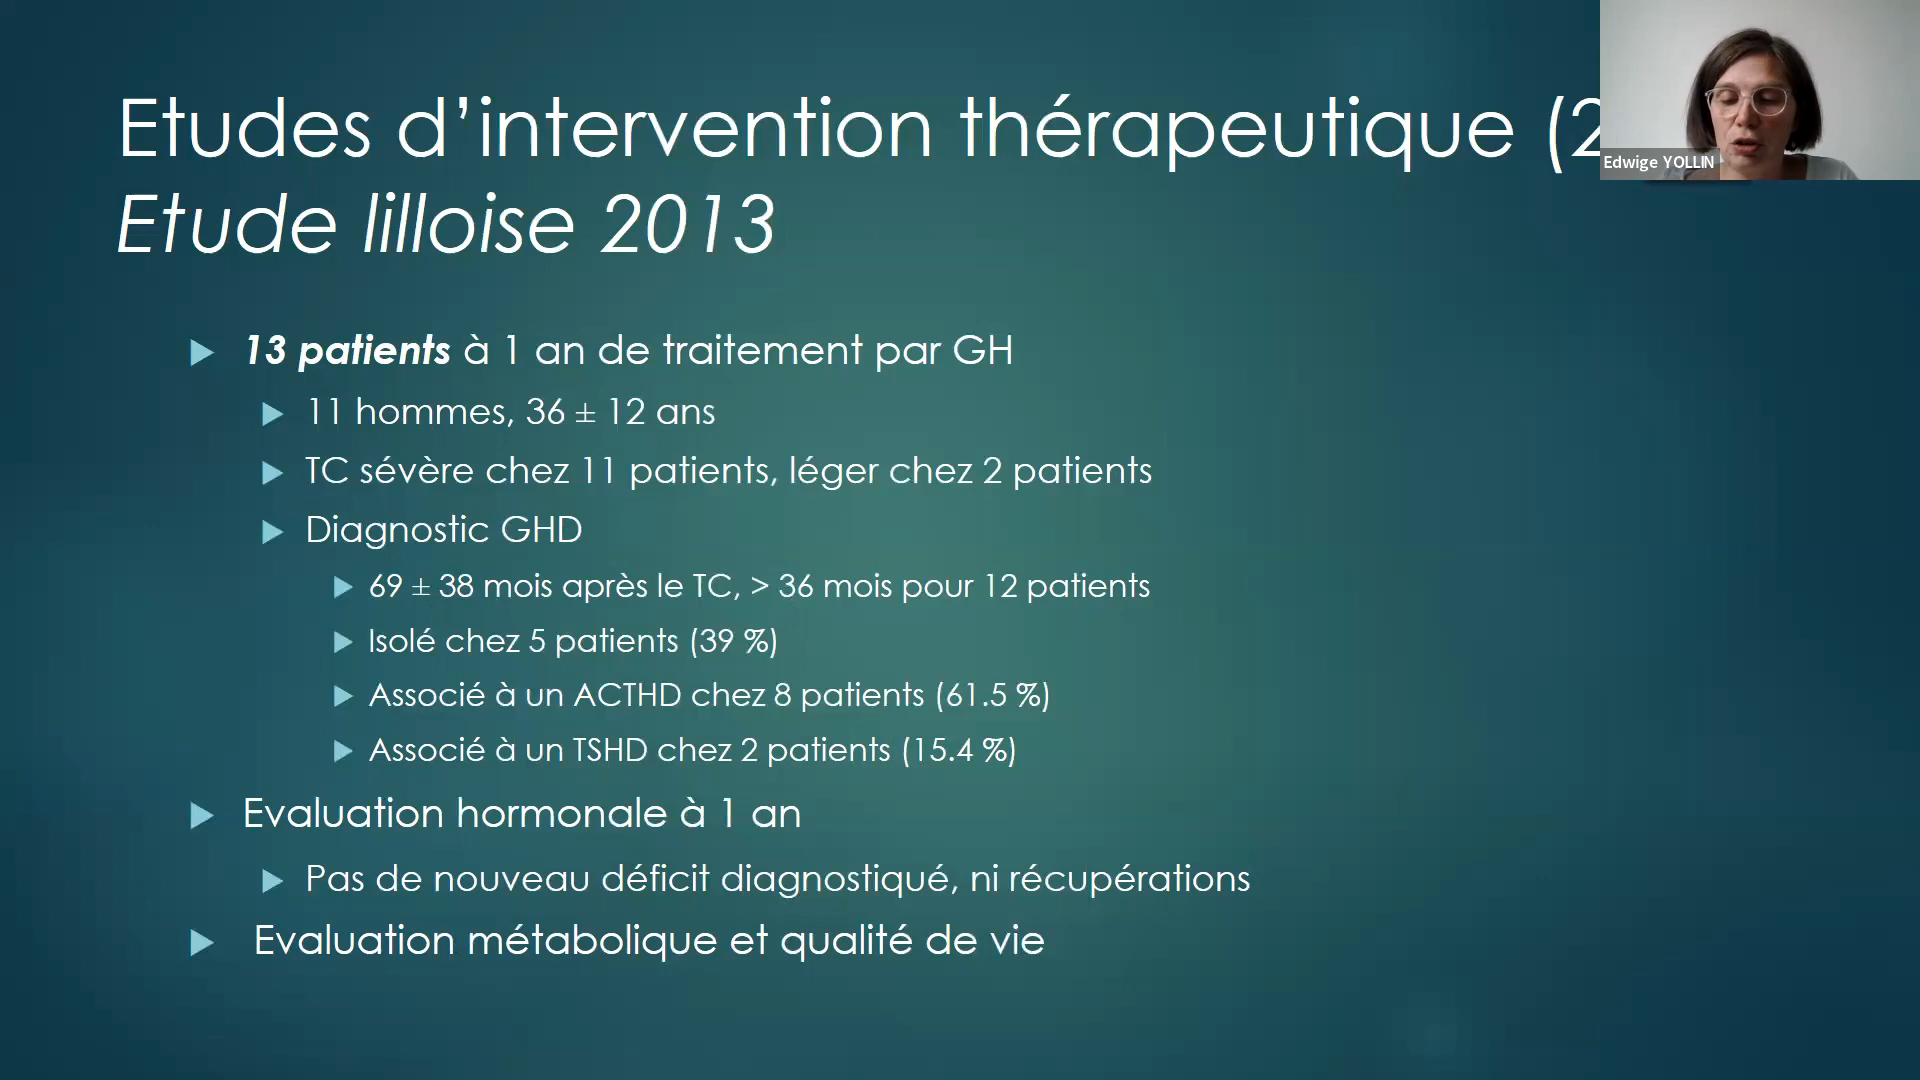 Etudes d’intervention thérapeutique (2
Edwige YOLLIN
Etude lilloise 2013
13 patients à 1 an de traitement par GH
11 hommes, 36 ± 12 ans
TC sévère chez 11 patients, léger chez 2 patients
Diagnostic GHD
69 ± 38 mois après le TC, > 36 mois pour 12 patients
Isolé chez 5 patients (39 %)
Associé à un ACTHD chez 8 patients (61.5 %)
Associé à un TSHD chez 2 patients (15.4 %)
Evaluation hormonale à 1 an
Pas de nouveau déficit diagnostiqué, ni récupérations
Evaluation métabolique et qualité de vie